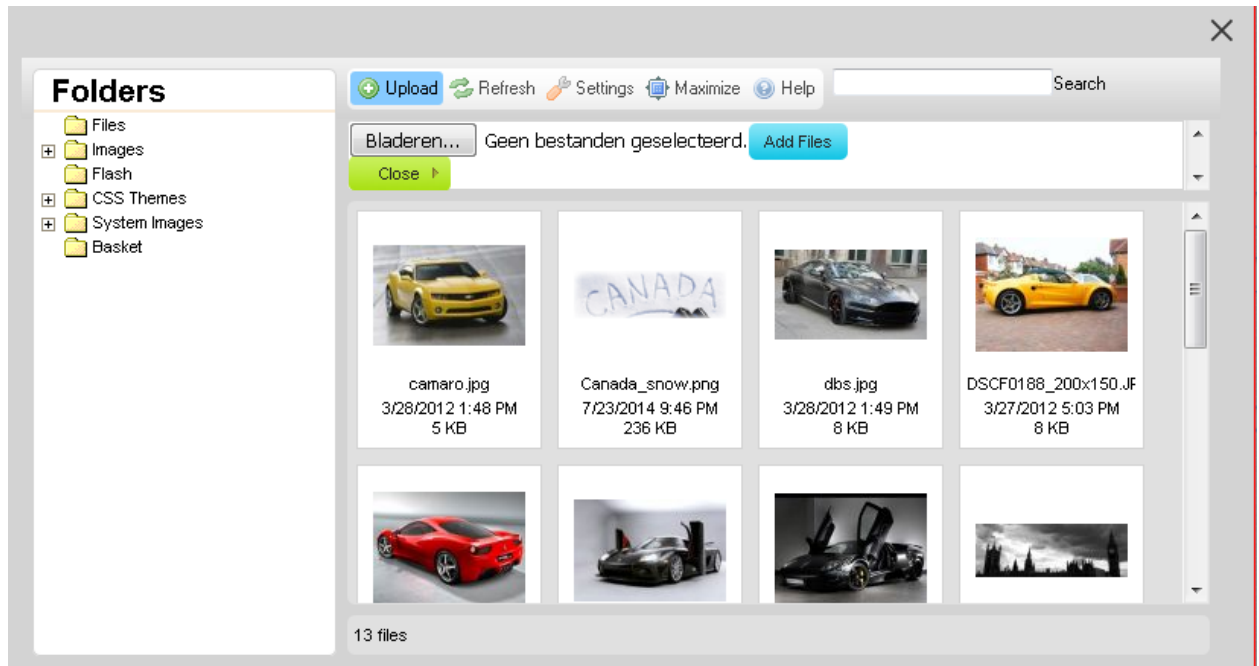 Folders
Files
Images
Flash
CSS Themes
System Images
Basket
Upload Refresh Settings Maximize Help Search
Bladeren... Geen bestanden geselecteerd. Add Files
Close
CANADA
camaro.jpg Canada_snow.png dbs.jpg DSCF0188_200x150.JF
3/28/2012 1:48 PM 7/23/2014 9:46 PM 3/28/2012 1:49 PM 3/27/2012 5:03 PM
5 KB 236 KB 8 KB 8 KB
13 files